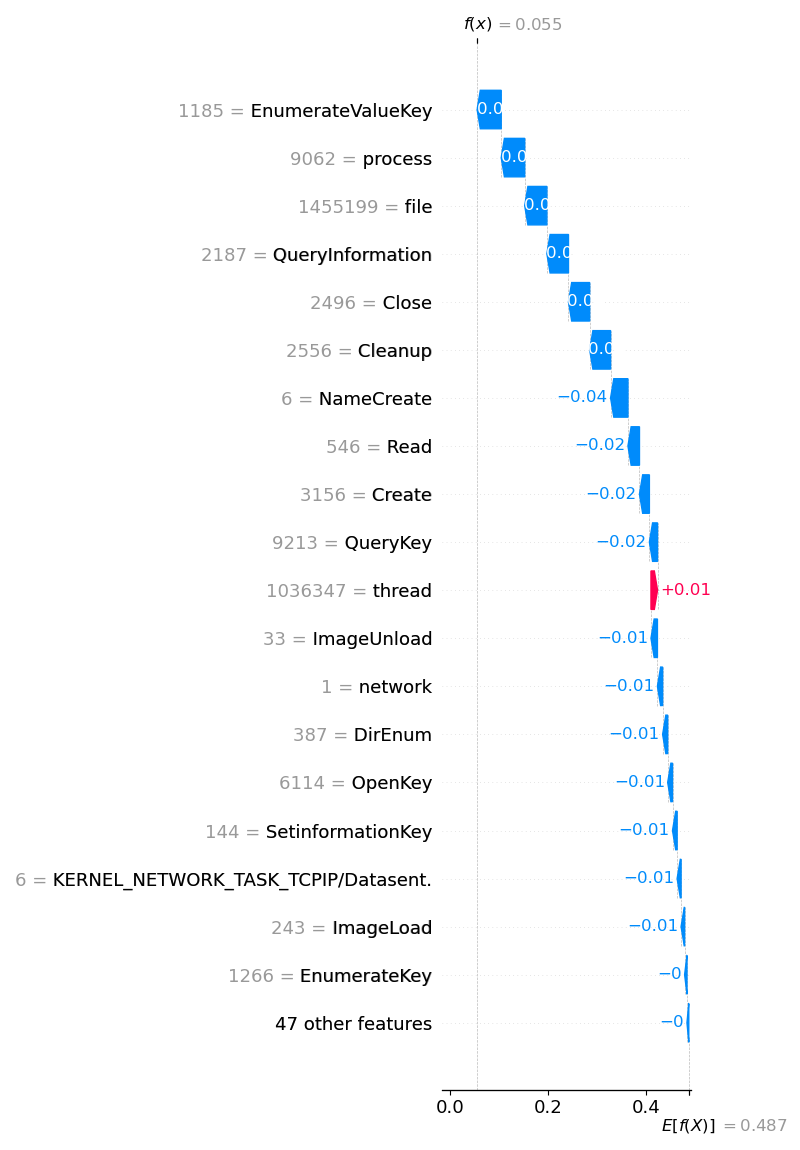 f(x) = 0.055
1185 = EnumerateValueKey
9062 = process
1455199 = file
2187 = QueryInformation
2496 = Close
2556 = Cleanup
6 = NameCreate −0.04
546 = Read −0.02
3156 = Create −0.02
9213 = QueryKey −0.02
1036347 = thread +0.01
33 = ImageUnload −0.01
1 = network −0.01
387 = DirEnum −0.01
6114 = OpenKey −0.01
144 = SetinformationKey −0.01
6 = KERNEL_NETWORK_TASK_TCPIP/Datasent. −0.01
243 = ImageLoad −0.01
1266 = EnumerateKey −0
47 other features −0
0.0 0.2 0.4
E[f(X)] = 0.487